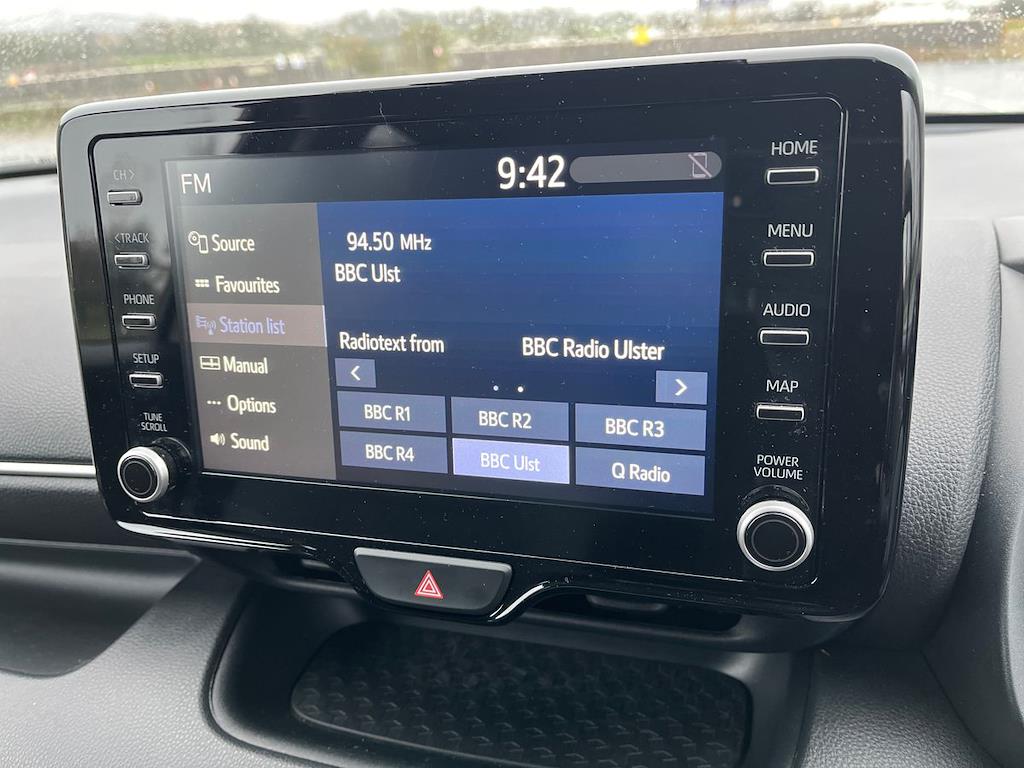 CH >
< TRACK
PHONE
SETUP
TUNE
SCROLL
FM
9:42
Source
Favourites
Station list
Manual
Options
Sound
94.50 MHz
BBC Ulst
Radiotext from
BBC Radio Ulster
BBC R1
BBC R2
BBC R3
BBC R4
BBC Ulst
Q Radio
HOME
MENU
AUDIO
MAP
POWER
VOLUME